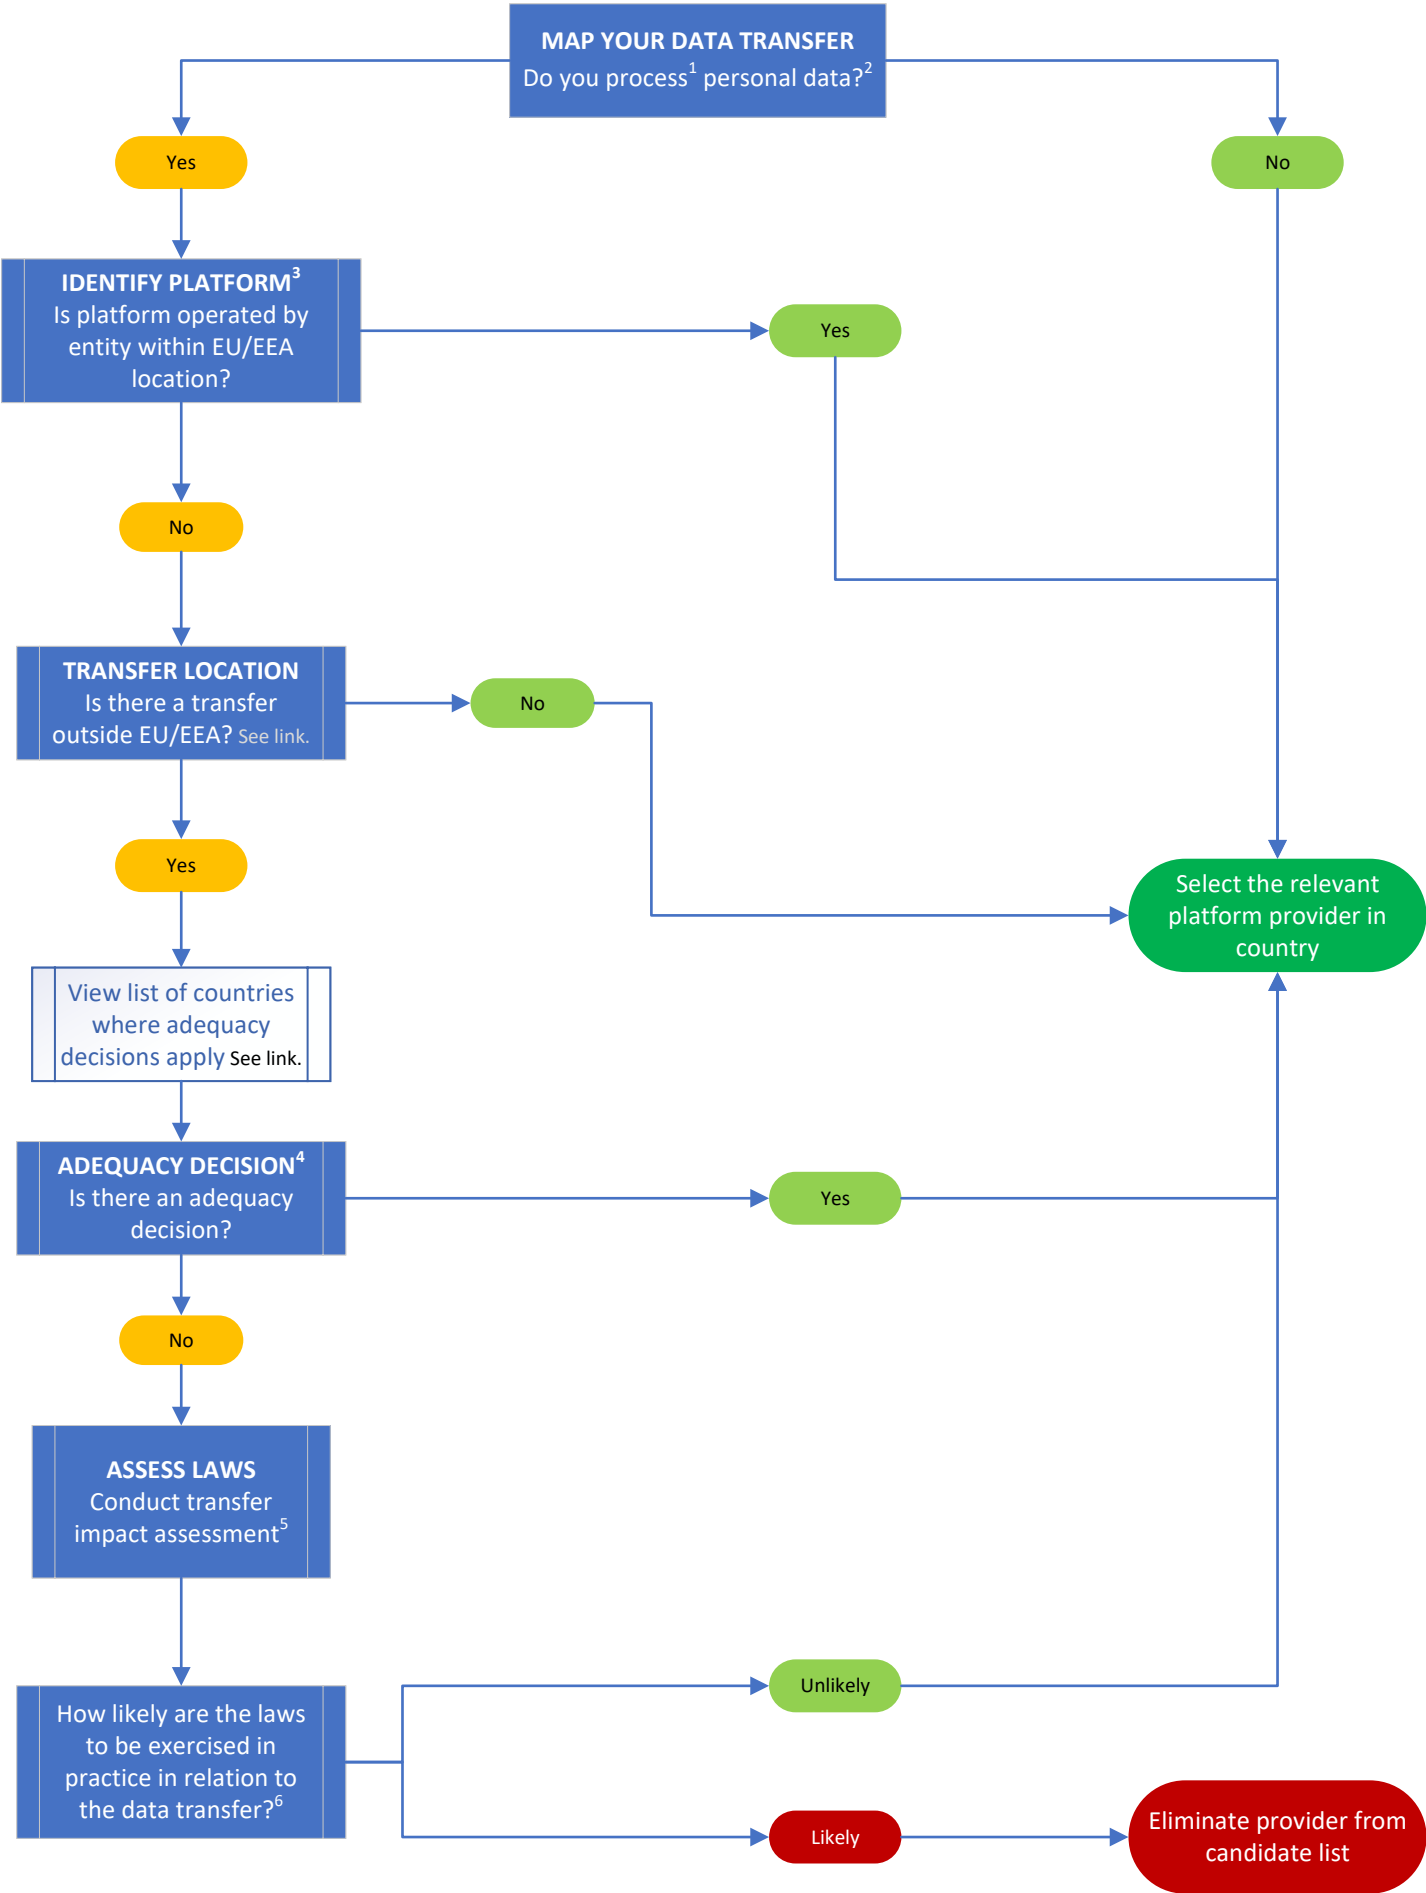 MAP YOUR DATA TRANSFER
Do you process1 personal data?2
Yes
No
IDENTIFY PLATFORM3
Is platform operated by
entity within EU/EEA
location?
Yes
No
TRANSFER LOCATION
Is there a transfer
outside EU/EEA? See link.
No
Yes
Select the relevant
platform provider in
country
View list of countries
where adequacy
decisions apply See link.
ADEQUACY DECISION4
Is there an adequacy
decision?
Yes
No
ASSESS LAWS
Conduct transfer
impact assessment5
How likely are the laws
to be exercised in
practice in relation to
the data transfer?6
Unlikely
Likely
Eliminate provider from
candidate list